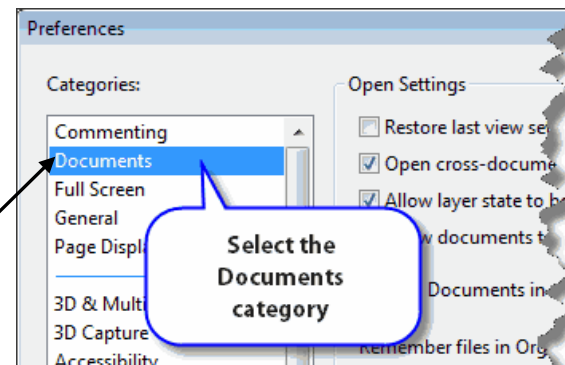 Preferences
Categories:
Commenting
Documents
Full Screen
General
Page Displ
3D & Multi
3D Capture
Accessibility
Select the
Documents
category
Open Settings
Restore last view se
Open cross-docume
Allow layer state to b
documents t
Documents in
Remember files in Org